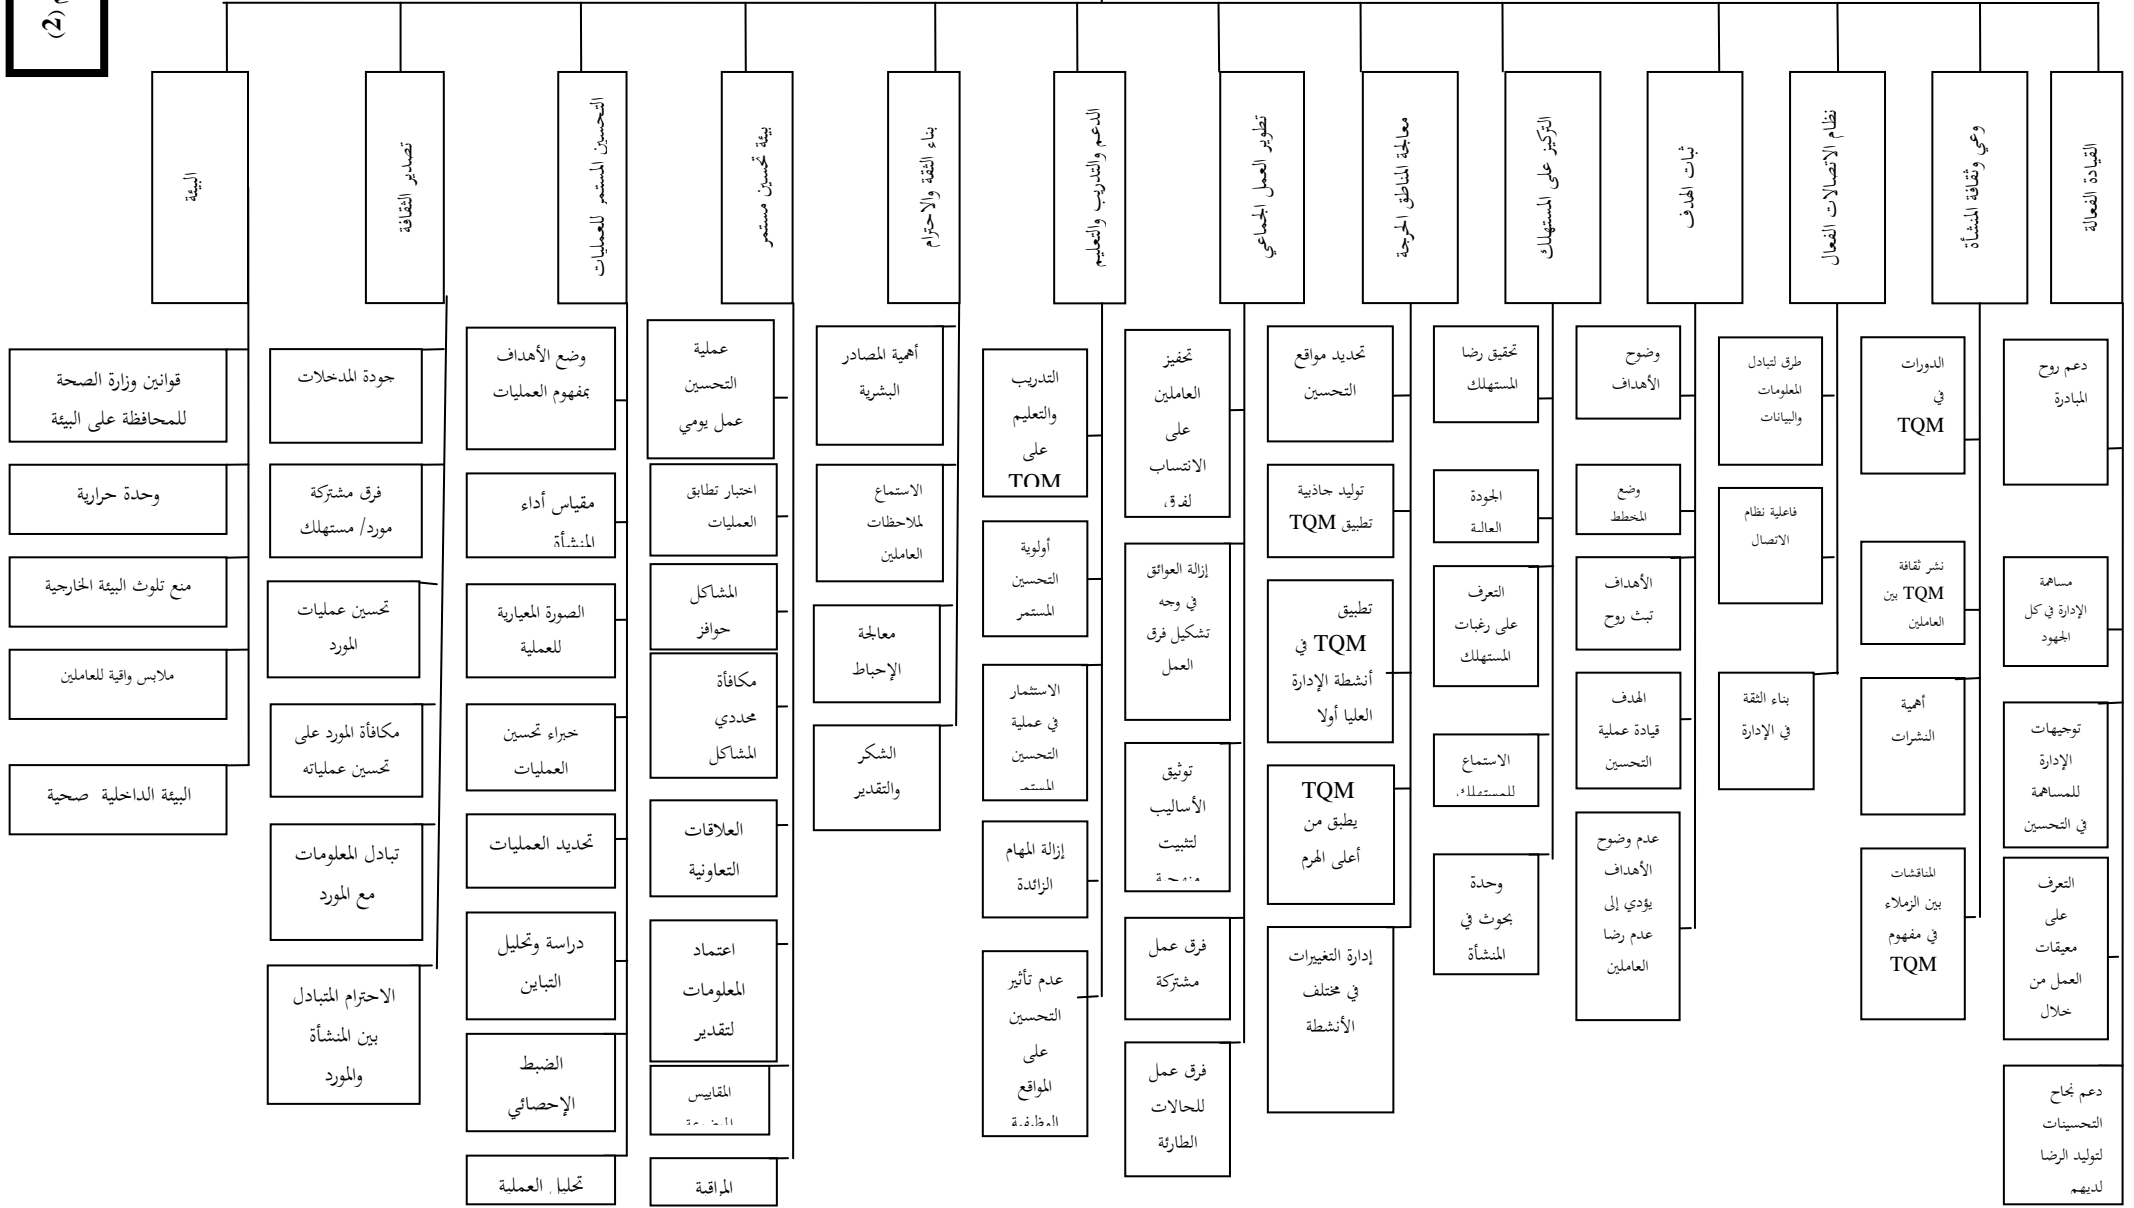 (2)
القيادة الفعالة
دعم روح
المبادرة
مساهمة
الإدارة في كل
الجهود
توجيهات
الإدارة
للمساهمة
في التحسين
التعرف
على
معيقات
العمل من
خلال
دعم نجاح
التحسينات
لتوليد الرضا
لديهم
وعي وثقافة المنشأة
الدورات
في
TQM
نشر ثقافة
TQM بين
العاملين
أهمية
النشرات
المناقشات
بين الزملاء
في مفهوم
TQM
نظام الاتصالات الفعال
طرق لتبادل
المعلومات
والبيانات
فاعلية نظام
الاتصال
بناء الثقة
في الإدارة
ثبات الهدف
وضوح
الأهداف
وضع
المخطط
الأهداف
تبث روح
الهدف
قيادة عملية
التحسين
عدم وضوح
الأهداف
يؤدي إلى
عدم رضا
العاملين
التركيز على المستهلك
تحقيق رضا
المستهلك
الجودة
العالية
التعرف
على رغبات
المستهلك
الاستماع
للمستهلك
وحدة
بحوث في
المنشأة
معالجة المناطق الحرجة
تحديد مواقع
التحسين
توليد جاذبية
تطبيق TQM
تطبيق
TQM في
أنشطة الإدارة
العليا أولا
TQM
يطبق من
أعلى الهرم
إدارة التغييرات
في مختلف
الأنشطة
تطوير العمل الجماعي
تحفيز
العاملين
على
الانتساب
لفرق
إزالة العوائق
في وجه
تشكيل فرق
العمل
توثيق
الأساليب
لتثبيت
منهجية
فرق عمل
مشتركة
فرق عمل
للحالات
الطارئة
الدعم والتدريب والتعليم
التدريب
والتعليم
على
TQM
أولوية
التحسين
المستمر
الاستثمار
في عملية
التحسين
المستمر
إزالة المهام
الزائدة
عدم تأثير
التحسين
على
المواقع
الوظيفية
بناء الثقة والاحترام
أهمية المصادر
البشرية
الاستماع
لملاحظات
العاملين
معالجة
الإحباط
الشكر
والتقدير
بيئة تحسين مستمر
عملية
التحسين
عمل يومي
اختبار تطابق
العمليات
المشاكل
حوافز
مكافأة
محددي
المشاكل
العلاقات
التعاونية
اعتماد
المعلومات
لتقدير
المقاييس
المراقبة
التحسين المستمر للعمليات
وضع الأهداف
بمفهوم العمليات
مقياس أداء
المنشأة
الصورة المعيارية
للعملية
خبراء تحسين
العمليات
تحديد العمليات
دراسة وتحليل
التباين
الضبط
الإحصائي
تحليل العملية
تصدير الثقافة
جودة المدخلات
فرق مشتركة
مورد/ مستهلك
تحسين عمليات
المورد
مكافأة المورد على
تحسين عملياته
تبادل المعلومات
مع المورد
الاحترام المتبادل
بين المنشأة
والمورد
البيئة
قوانين وزارة الصحة
للمحافظة على البيئة
وحدة حرارية
منع تلوث البيئة الخارجية
ملابس واقية للعاملين
البيئة الداخلية صحية